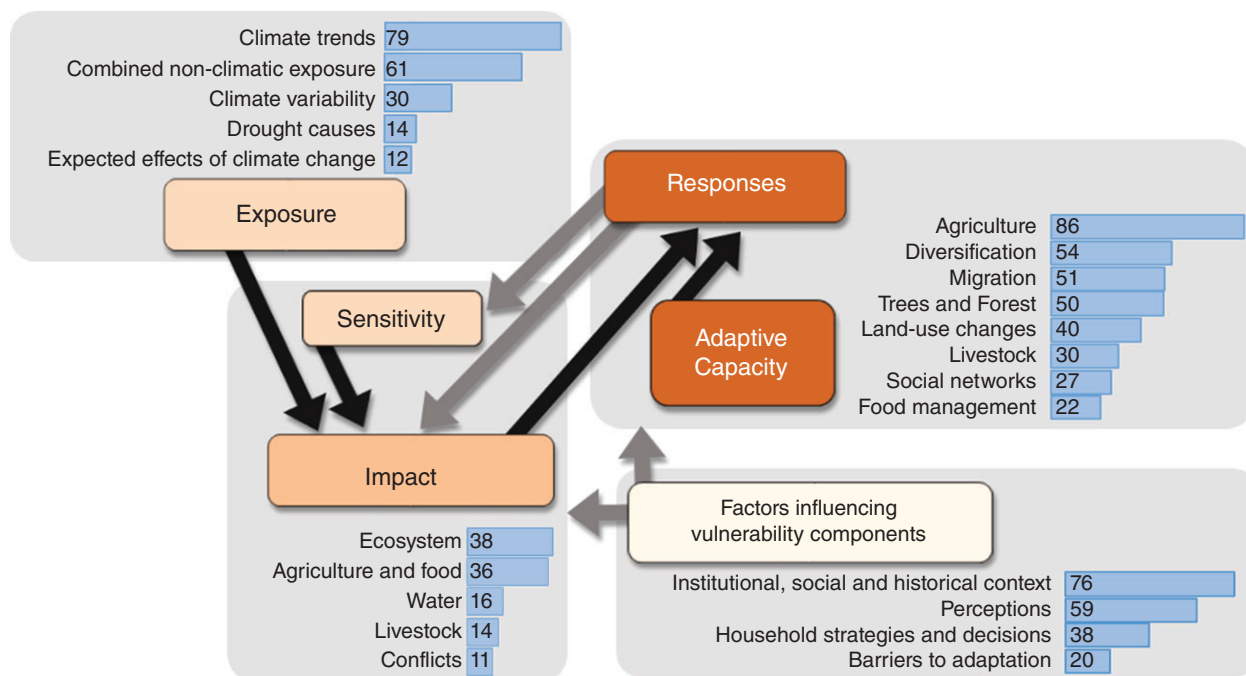 Climate trends 79
Combined non-climatic exposure 61
Climate variability 30
Drought causes 14
Expected effects of climate change 12
Exposure
Responses
Agriculture 86
Diversification 54
Migration 51
Trees and Forest 50
Land-use changes 40
Livestock 30
Social networks 27
Food management 22
Sensitivity
Adaptive
Capacity
Impact
Ecosystem 38
Agriculture and food 36
Water 16
Livestock 14
Conflicts 11
Factors influencing
vulnerability components
Institutional, social and historical context 76
Perceptions 59
Household strategies and decisions 38
Barriers to adaptation 20